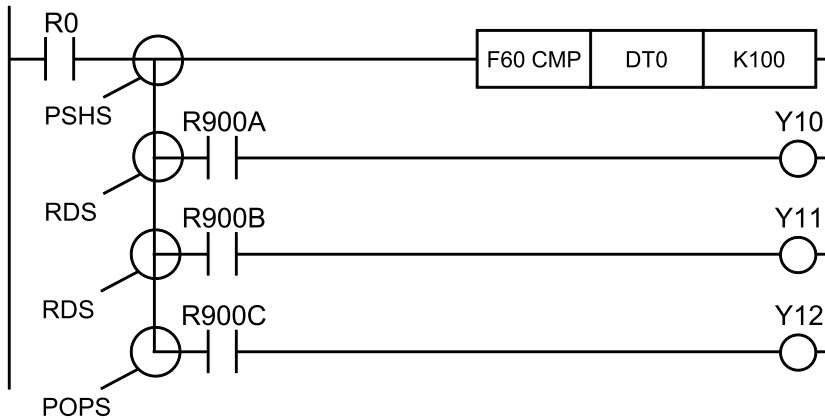 R0
F60 CMP DT0 K100
PSHS
R900A Y10
RDS
R900B Y11
RDS
R900C Y12
POPS